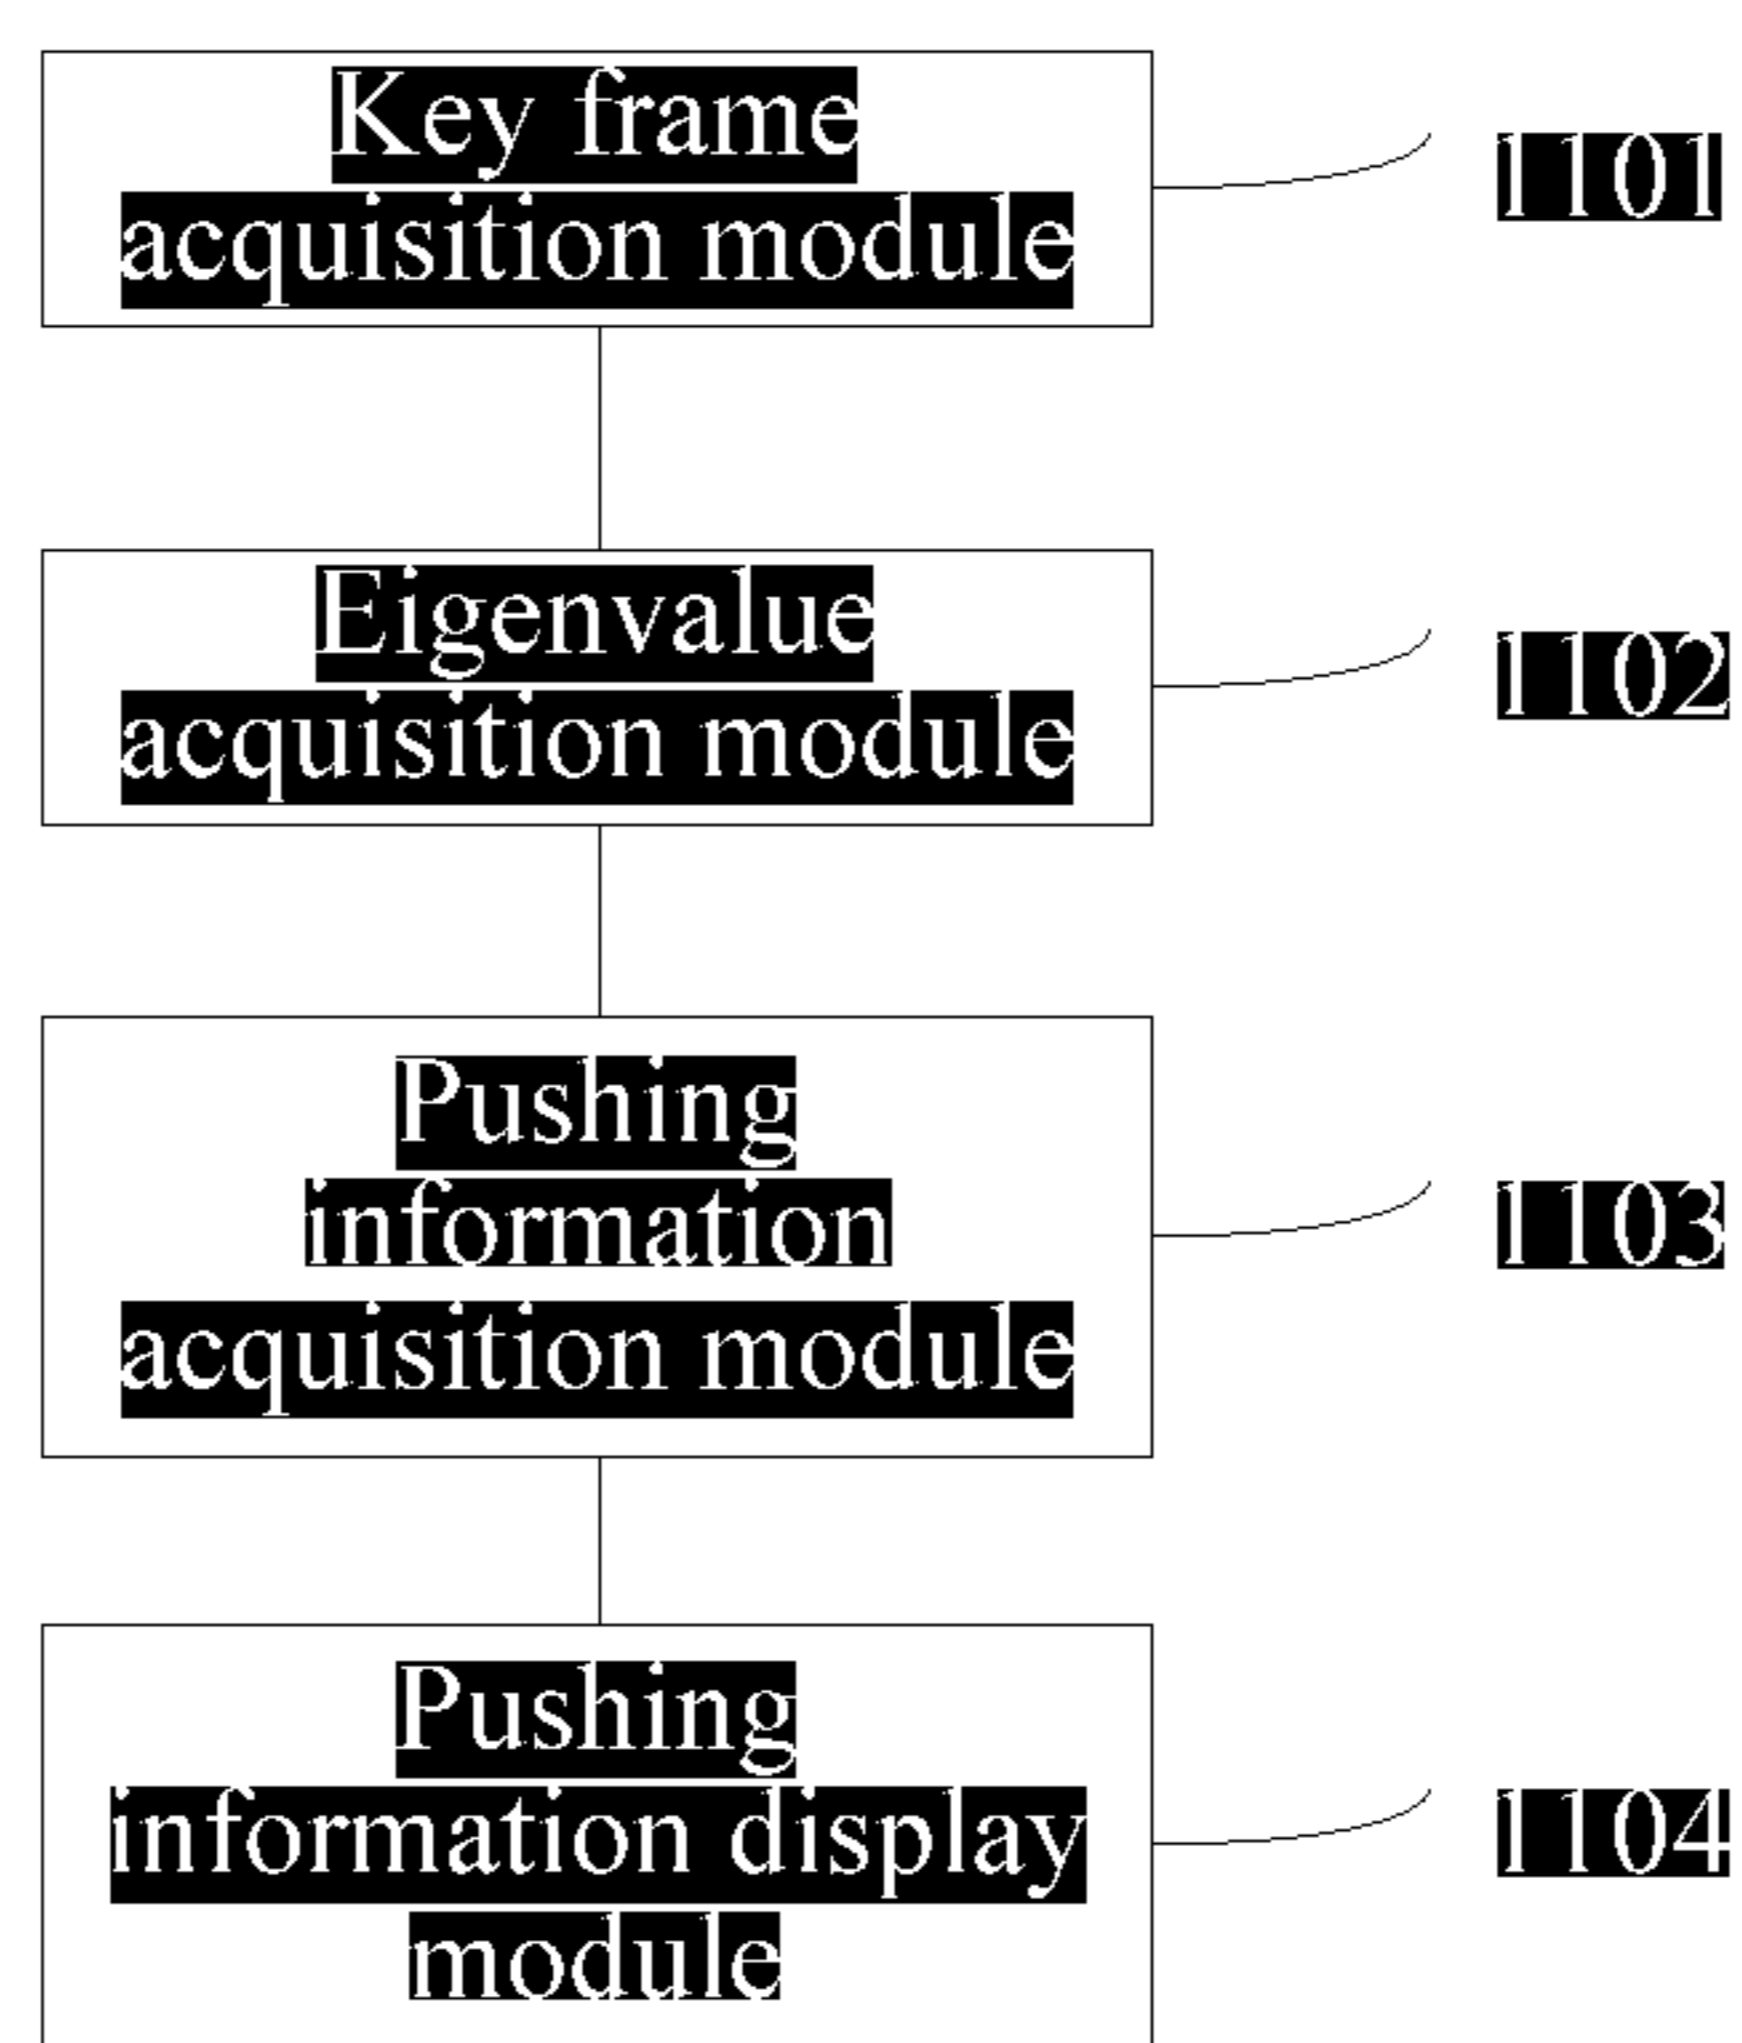 Key frame
acquisition module
1101
Eigenvalue
acquisition module
1102
Pushing
information
acquisition module
1103
Pushing
information display
module
1104